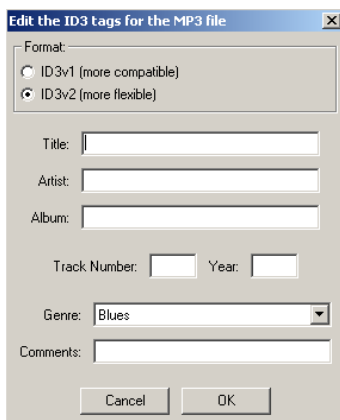 Edit the ID3 tags for the MP3 file
Format:
ID3v1 (more compatible)
ID3v2 (more flexible)
Title:
Artist:
Album:
Track Number: Year:
Genre: Blues
Comments:
Cancel OK